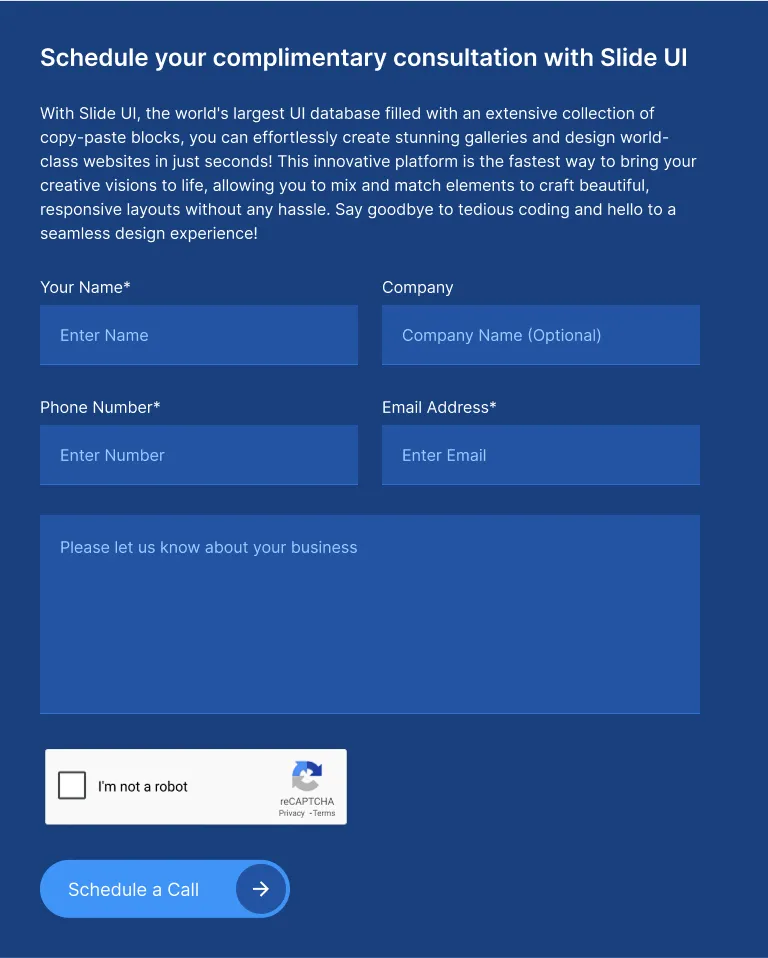 Schedule your complimentary consultation with Slide UI
With Slide UI, the world's largest UI database filled with an extensive collection of
copy-paste blocks, you can effortlessly create stunning galleries and design world-
class websites in just seconds! This innovative platform is the fastest way to bring your
creative visions to life, allowing you to mix and match elements to craft beautiful,
responsive layouts without any hassle. Say goodbye to tedious coding and hello to a
seamless design experience!
Your Name*
Company
Enter Name
Company Name (Optional)
Phone Number*
Email Address*
Enter Number
Enter Email
Please let us know about your business
I'm not a robot
reCAPTCHA
Privacy -Terms
Schedule a Call